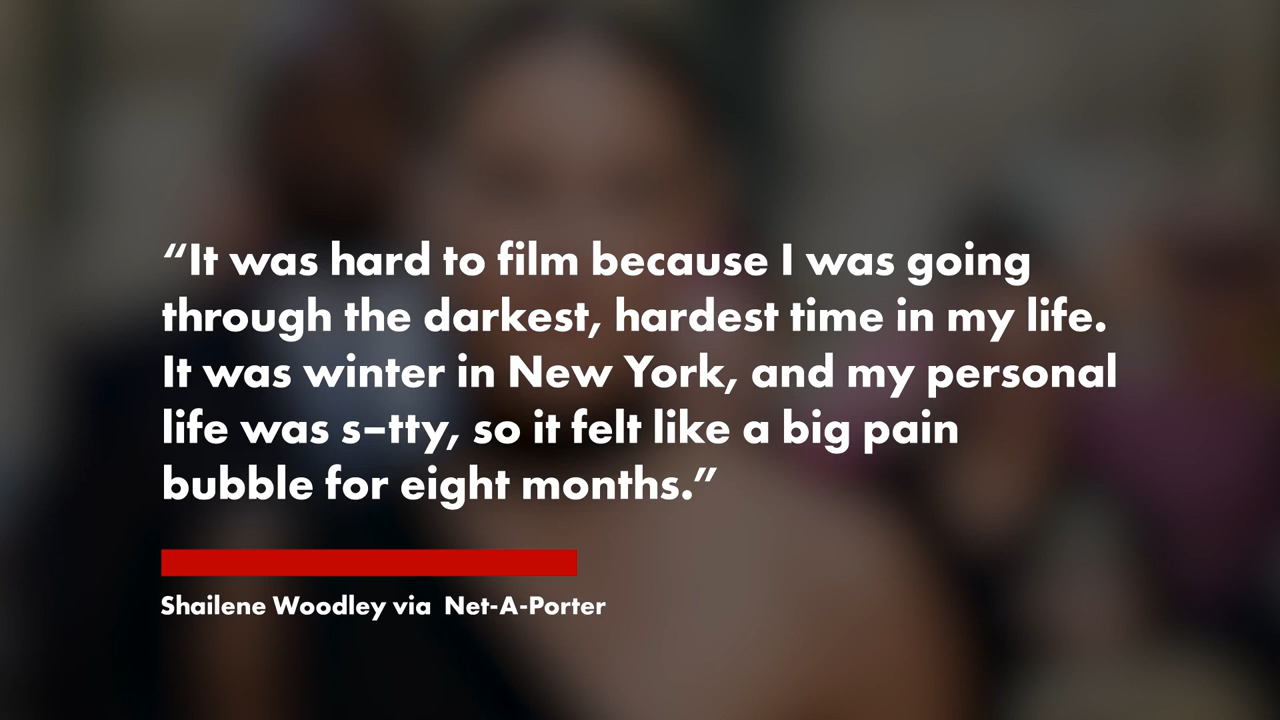 “It was hard to film because I was going
through the darkest, hardest time in my life.
It was winter in New York, and my personal
life was s–tty, so it felt like a big pain
bubble for eight months.”
Shailene Woodley via Net-A-Porter